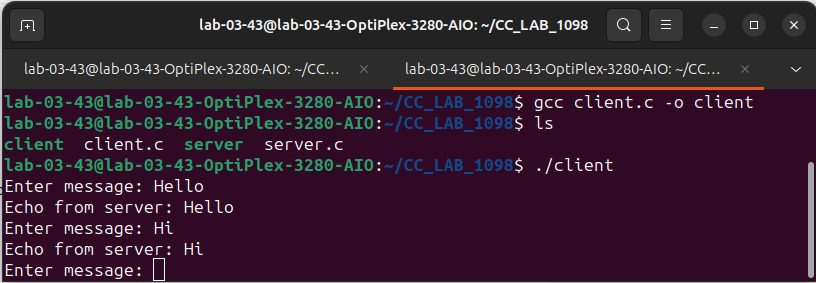 lab-03-43@lab-03-43-OptiPlex-3280-AIO: ~/CC_LAB_1098
lab-03-43@lab-03-43-OptiPlex-3280-AIO: ~/CC... lab-03-43@lab-03-43-OptiPlex-3280-AIO: ~/CC...
lab-03-43@lab-03-43-OptiPlex-3280-AIO:~/CC_LAB_1098$ gcc client.c -o client
lab-03-43@lab-03-43-OptiPlex-3280-AIO:~/CC_LAB_1098$ ls
client  client.c  server  server.c
lab-03-43@lab-03-43-OptiPlex-3280-AIO:~/CC_LAB_1098$ ./client
Enter message: Hello
Echo from server: Hello
Enter message: Hi
Echo from server: Hi
Enter message: